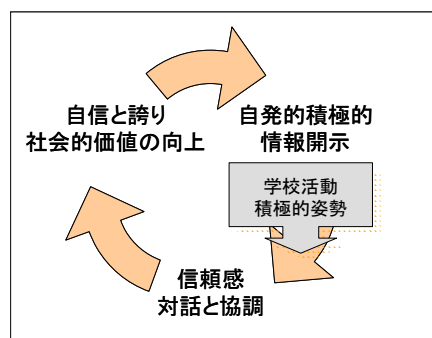 自信と誇り
社会的価値の向上
自発的積極的
情報開示
学校活動
積極的姿勢
信頼感
対話と協調